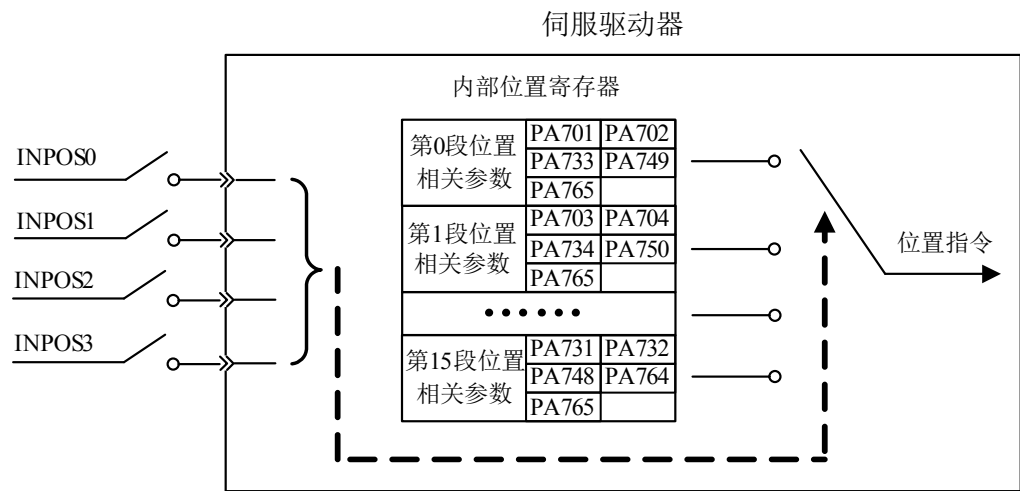 伺服驱动器
内部位置寄存器
INPOS0
INPOS1
INPOS2
INPOS3
第0段位置
相关参数
PA701 PA702
PA733 PA749
PA765
第1段位置
相关参数
PA703 PA704
PA734 PA750
PA765
••••••
第15段位置
相关参数
PA731 PA732
PA748 PA764
PA765
位置指令